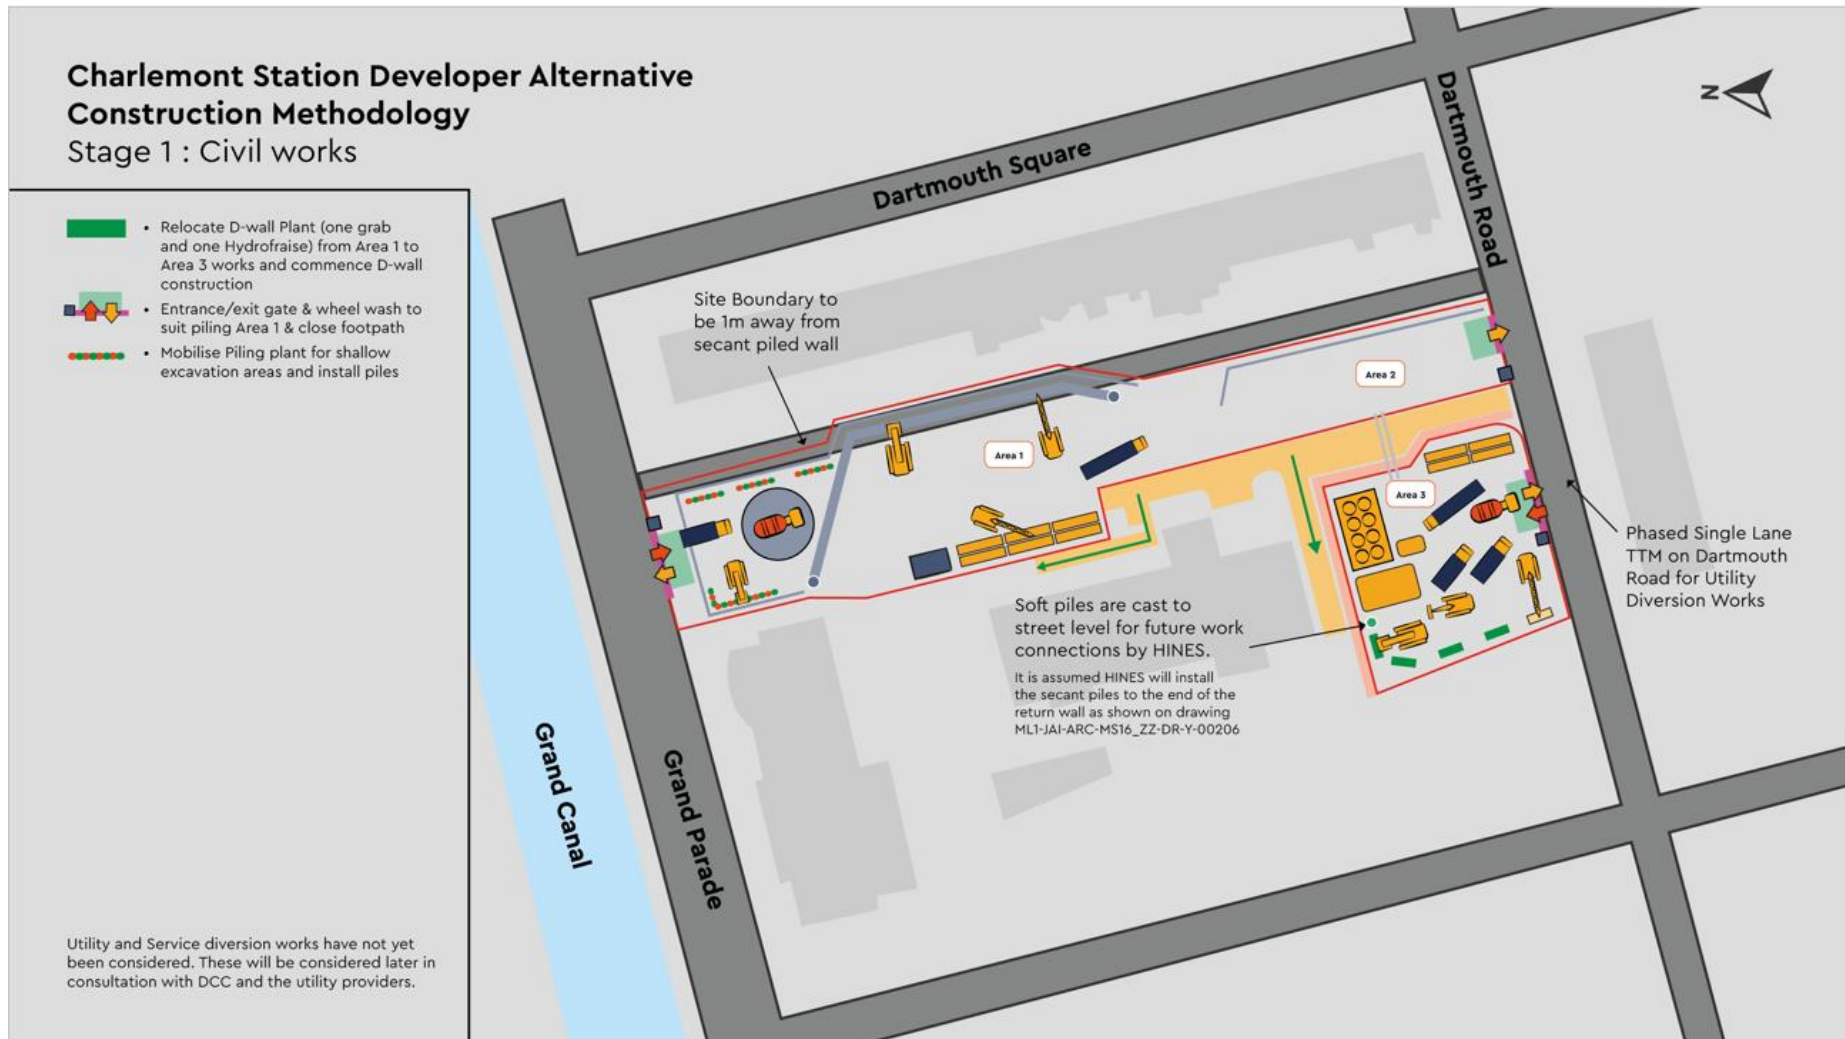 Charlemont Station Developer Alternative
Construction Methodology
Stage 1 : Civil works
• Relocate D-wall Plant (one grab
and one Hydrofraise) from Area 1 to
Area 3 works and commence D-wall
construction
• Entrance/exit gate & wheel wash to
suit piling Area 1 & close footpath
• Mobilise Piling plant for shallow
excavation areas and install piles
Utility and Service diversion works have not yet
been considered. These will be considered later in
consultation with DCC and the utility providers.
N
Dartmouth Square
Dartmouth Road
Site Boundary to
be 1m away from
secant piled wall
Area 2
Area 1
Area 3
Phased Single Lane
TTM on Dartmouth
Road for Utility
Diversion Works
Soft piles are cast to
street level for future work
connections by HINES.
It is assumed HINES will install
the secant piles to the end of the
return wall as shown on drawing
ML1-JAI-ARC-MS16_ZZ-DR-Y-00206
Grand Canal
Grand Parade